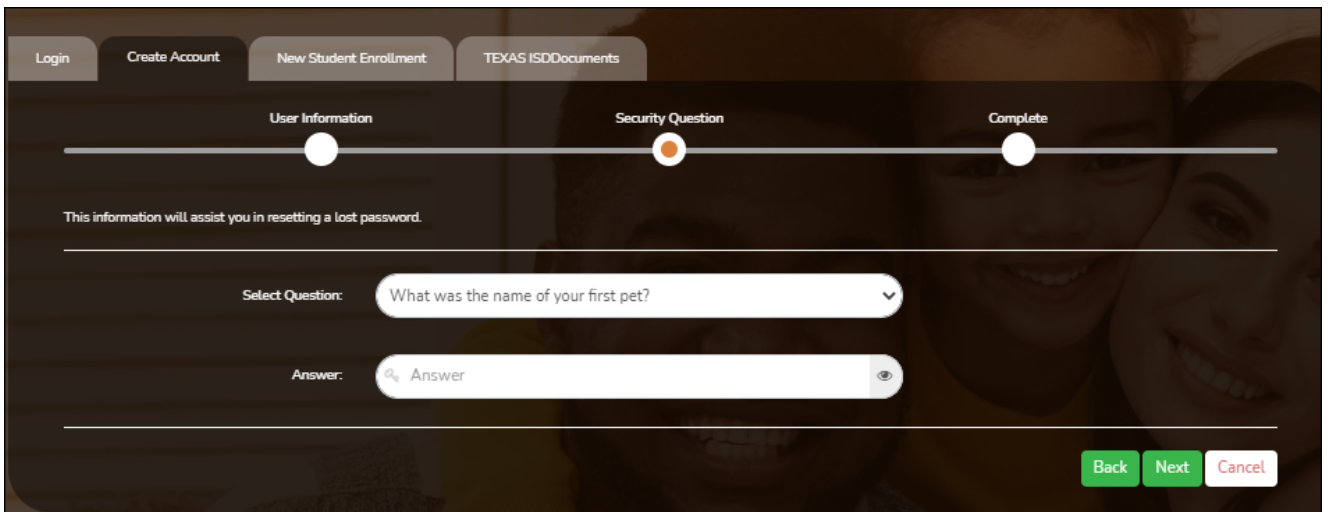 Login
Create Account
New Student Enrollment
TEXAS ISDDocuments
User Information
Security Question
Complete
This information will assist you in resetting a lost password.
Select Question:
What was the name of your first pet?
Answer:
Answer
Back
Next
Cancel